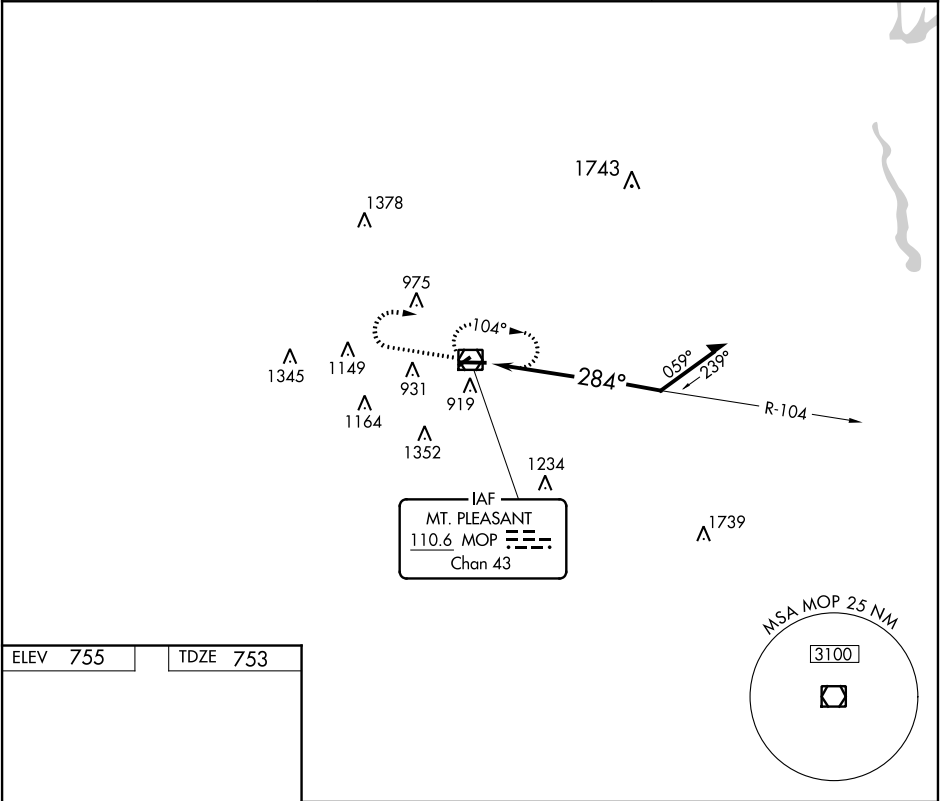 1743
1378
975
104°
1345
1149
931
919
284°
059°
239°
R-104
1164
1352
1234
IAF
MT. PLEASANT
110.6 MOP
Chan 43
1739
MSA MOP 25 NM
3100
ELEV 755
TDZE 753